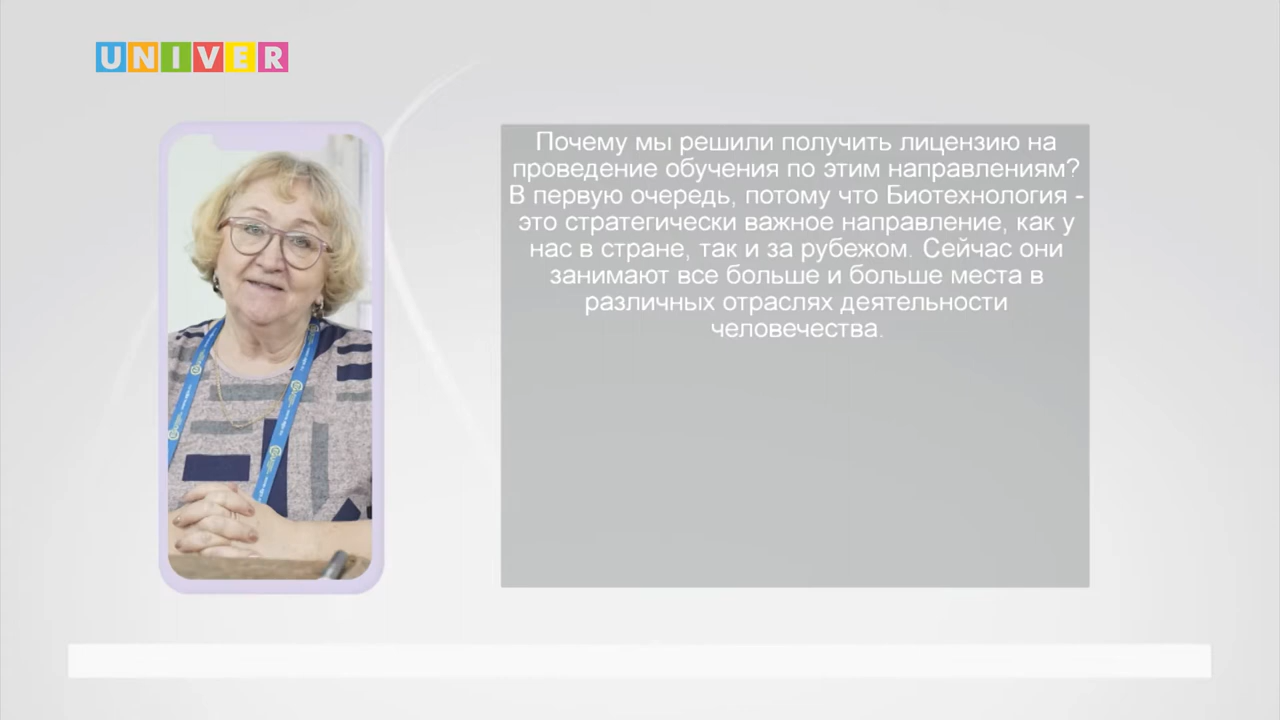 UNIVER
Почему мы решили получить лицензию на
проведение обучения по этим направлениям?
В первую очередь, потому что Биотехнология -
это стратегически важное направление, как у
нас в стране, так и за рубежом. Сейчас они
занимают все больше и больше места в
различных отраслях деятельности
человечества.